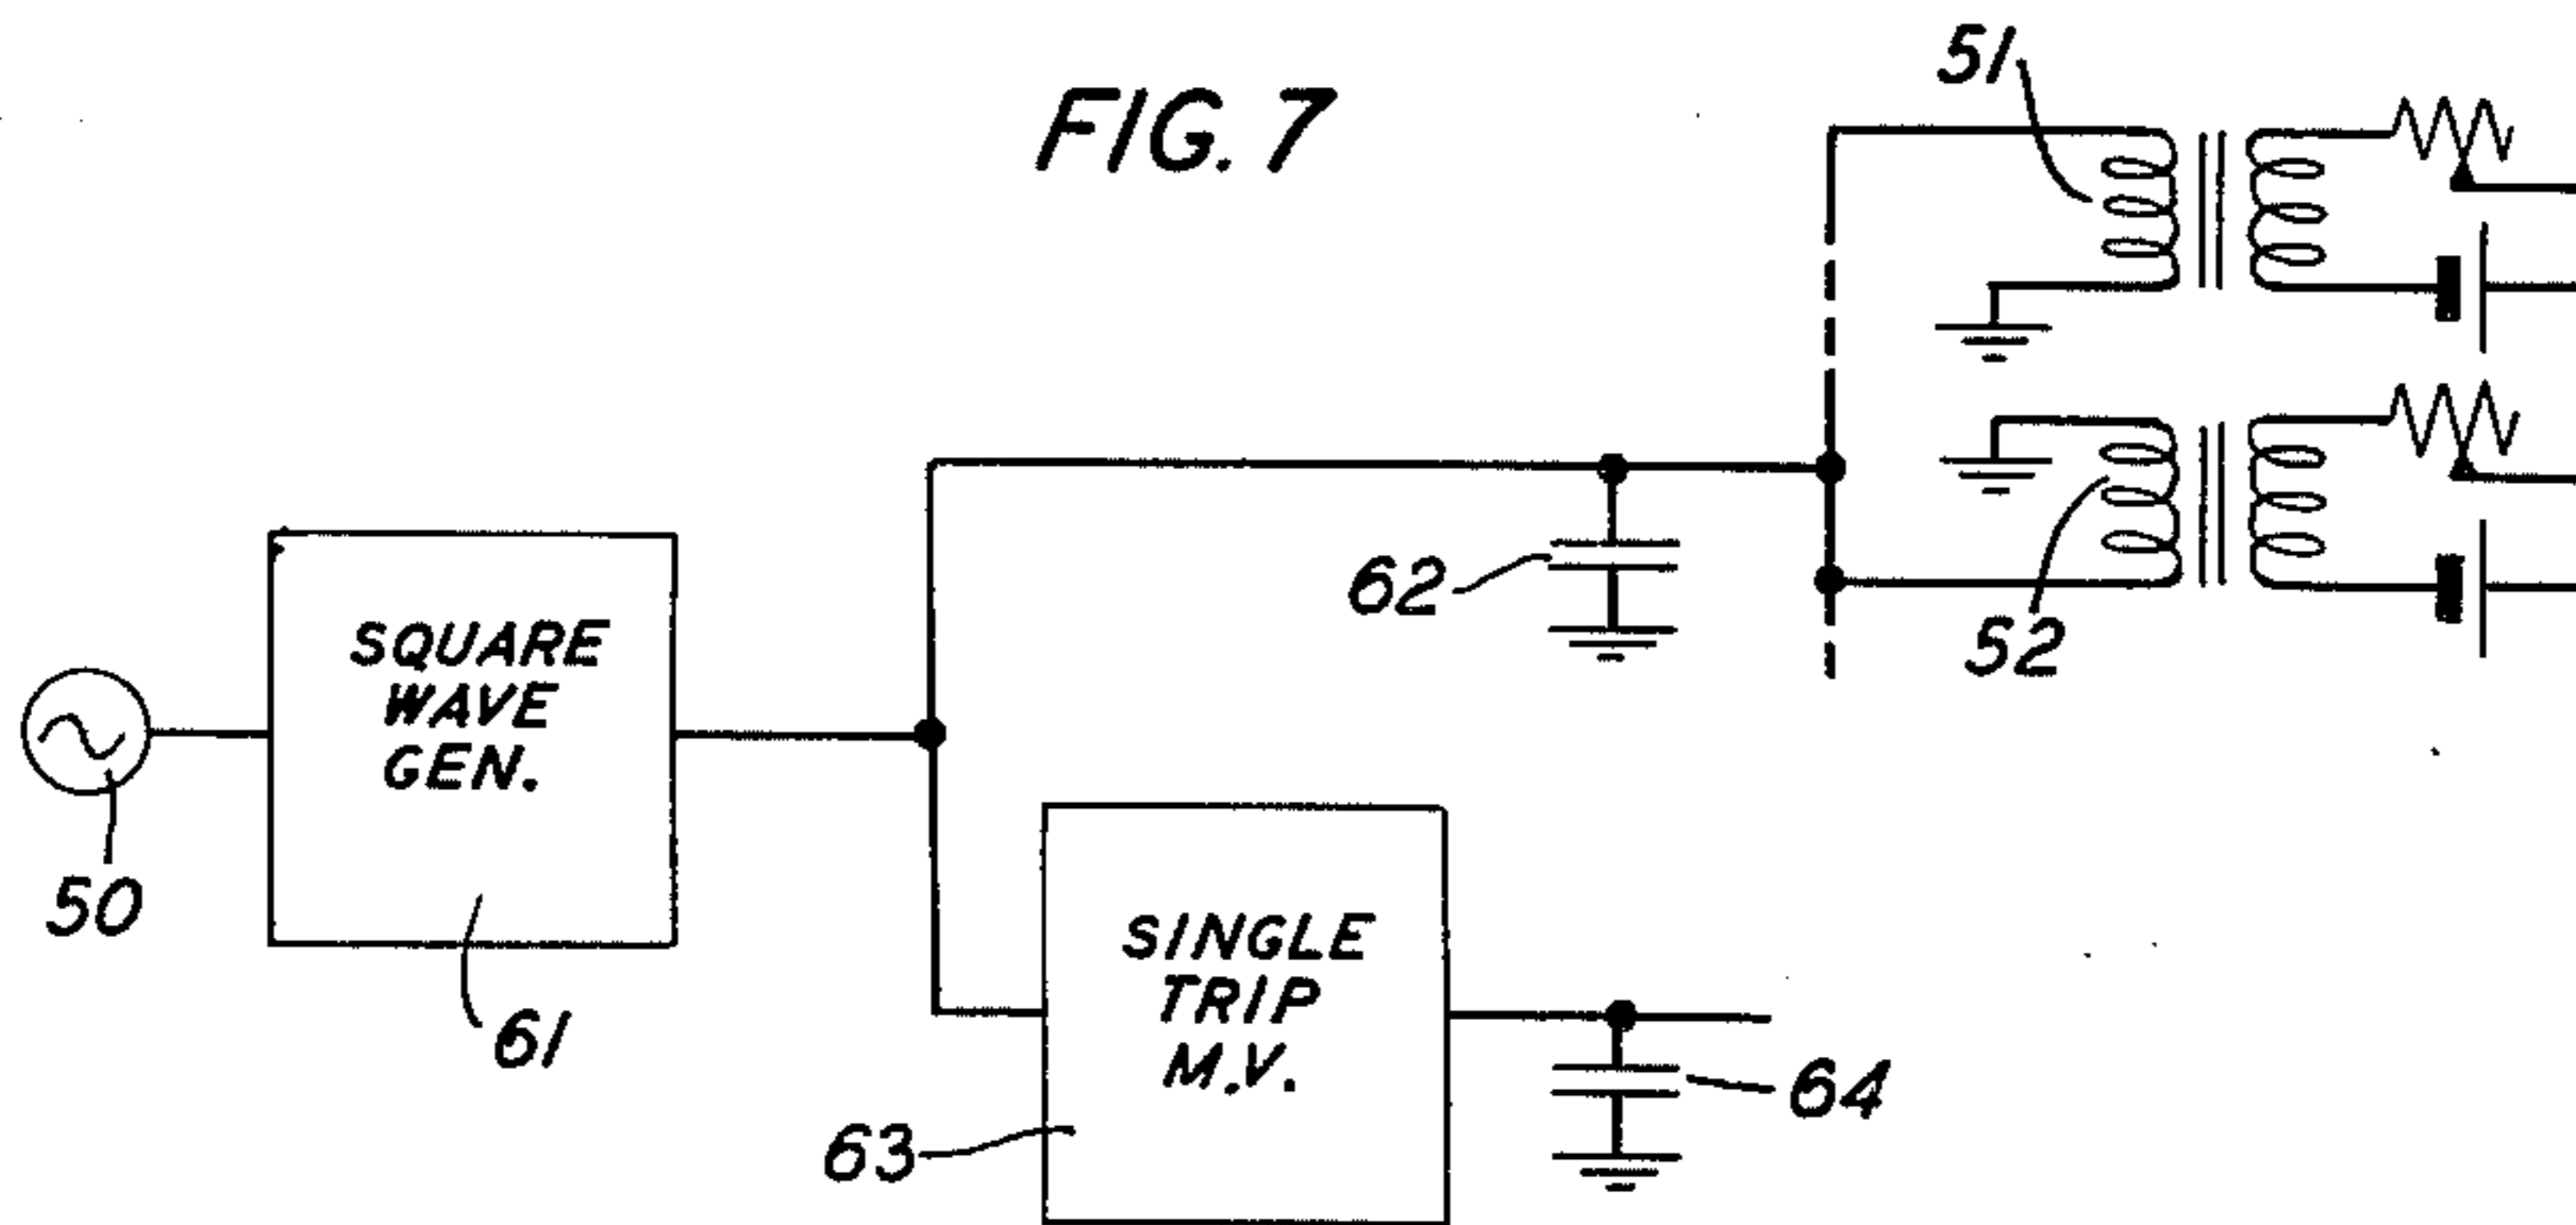 FIG. 7
51
62
52
SQUARE
WAVE
GEN.
50
61
SINGLE
TRIP
M.V.
63
64